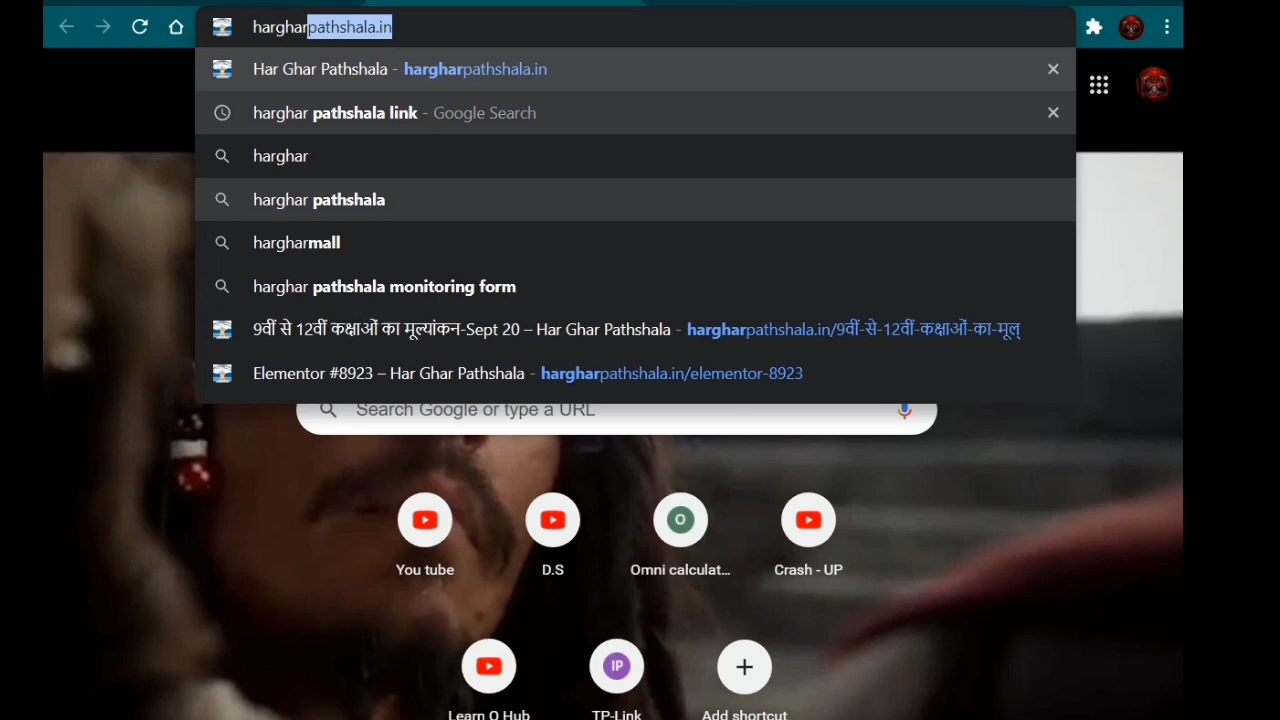 hargharpathshala.in
Har Ghar Pathshala - hargharpathshala.in
harghar pathshala link - Google Search
harghar
harghar pathshala
hargharmall
harghar pathshala monitoring form
9वीं से 12वीं कक्षाओं का मूल्यांकन-Sept 20 – Har Ghar Pathshala - hargharpathshala.in/9वीं-से-12वीं-कक्षाओं-का-मूल्
Elementor #8923 – Har Ghar Pathshala - hargharpathshala.in/elementor-8923
Search Google or type a URL
O
You tube
D.S
Omni calculat...
Crash - UP
IP
Learn O Hub
TP-Link
Add shortcut